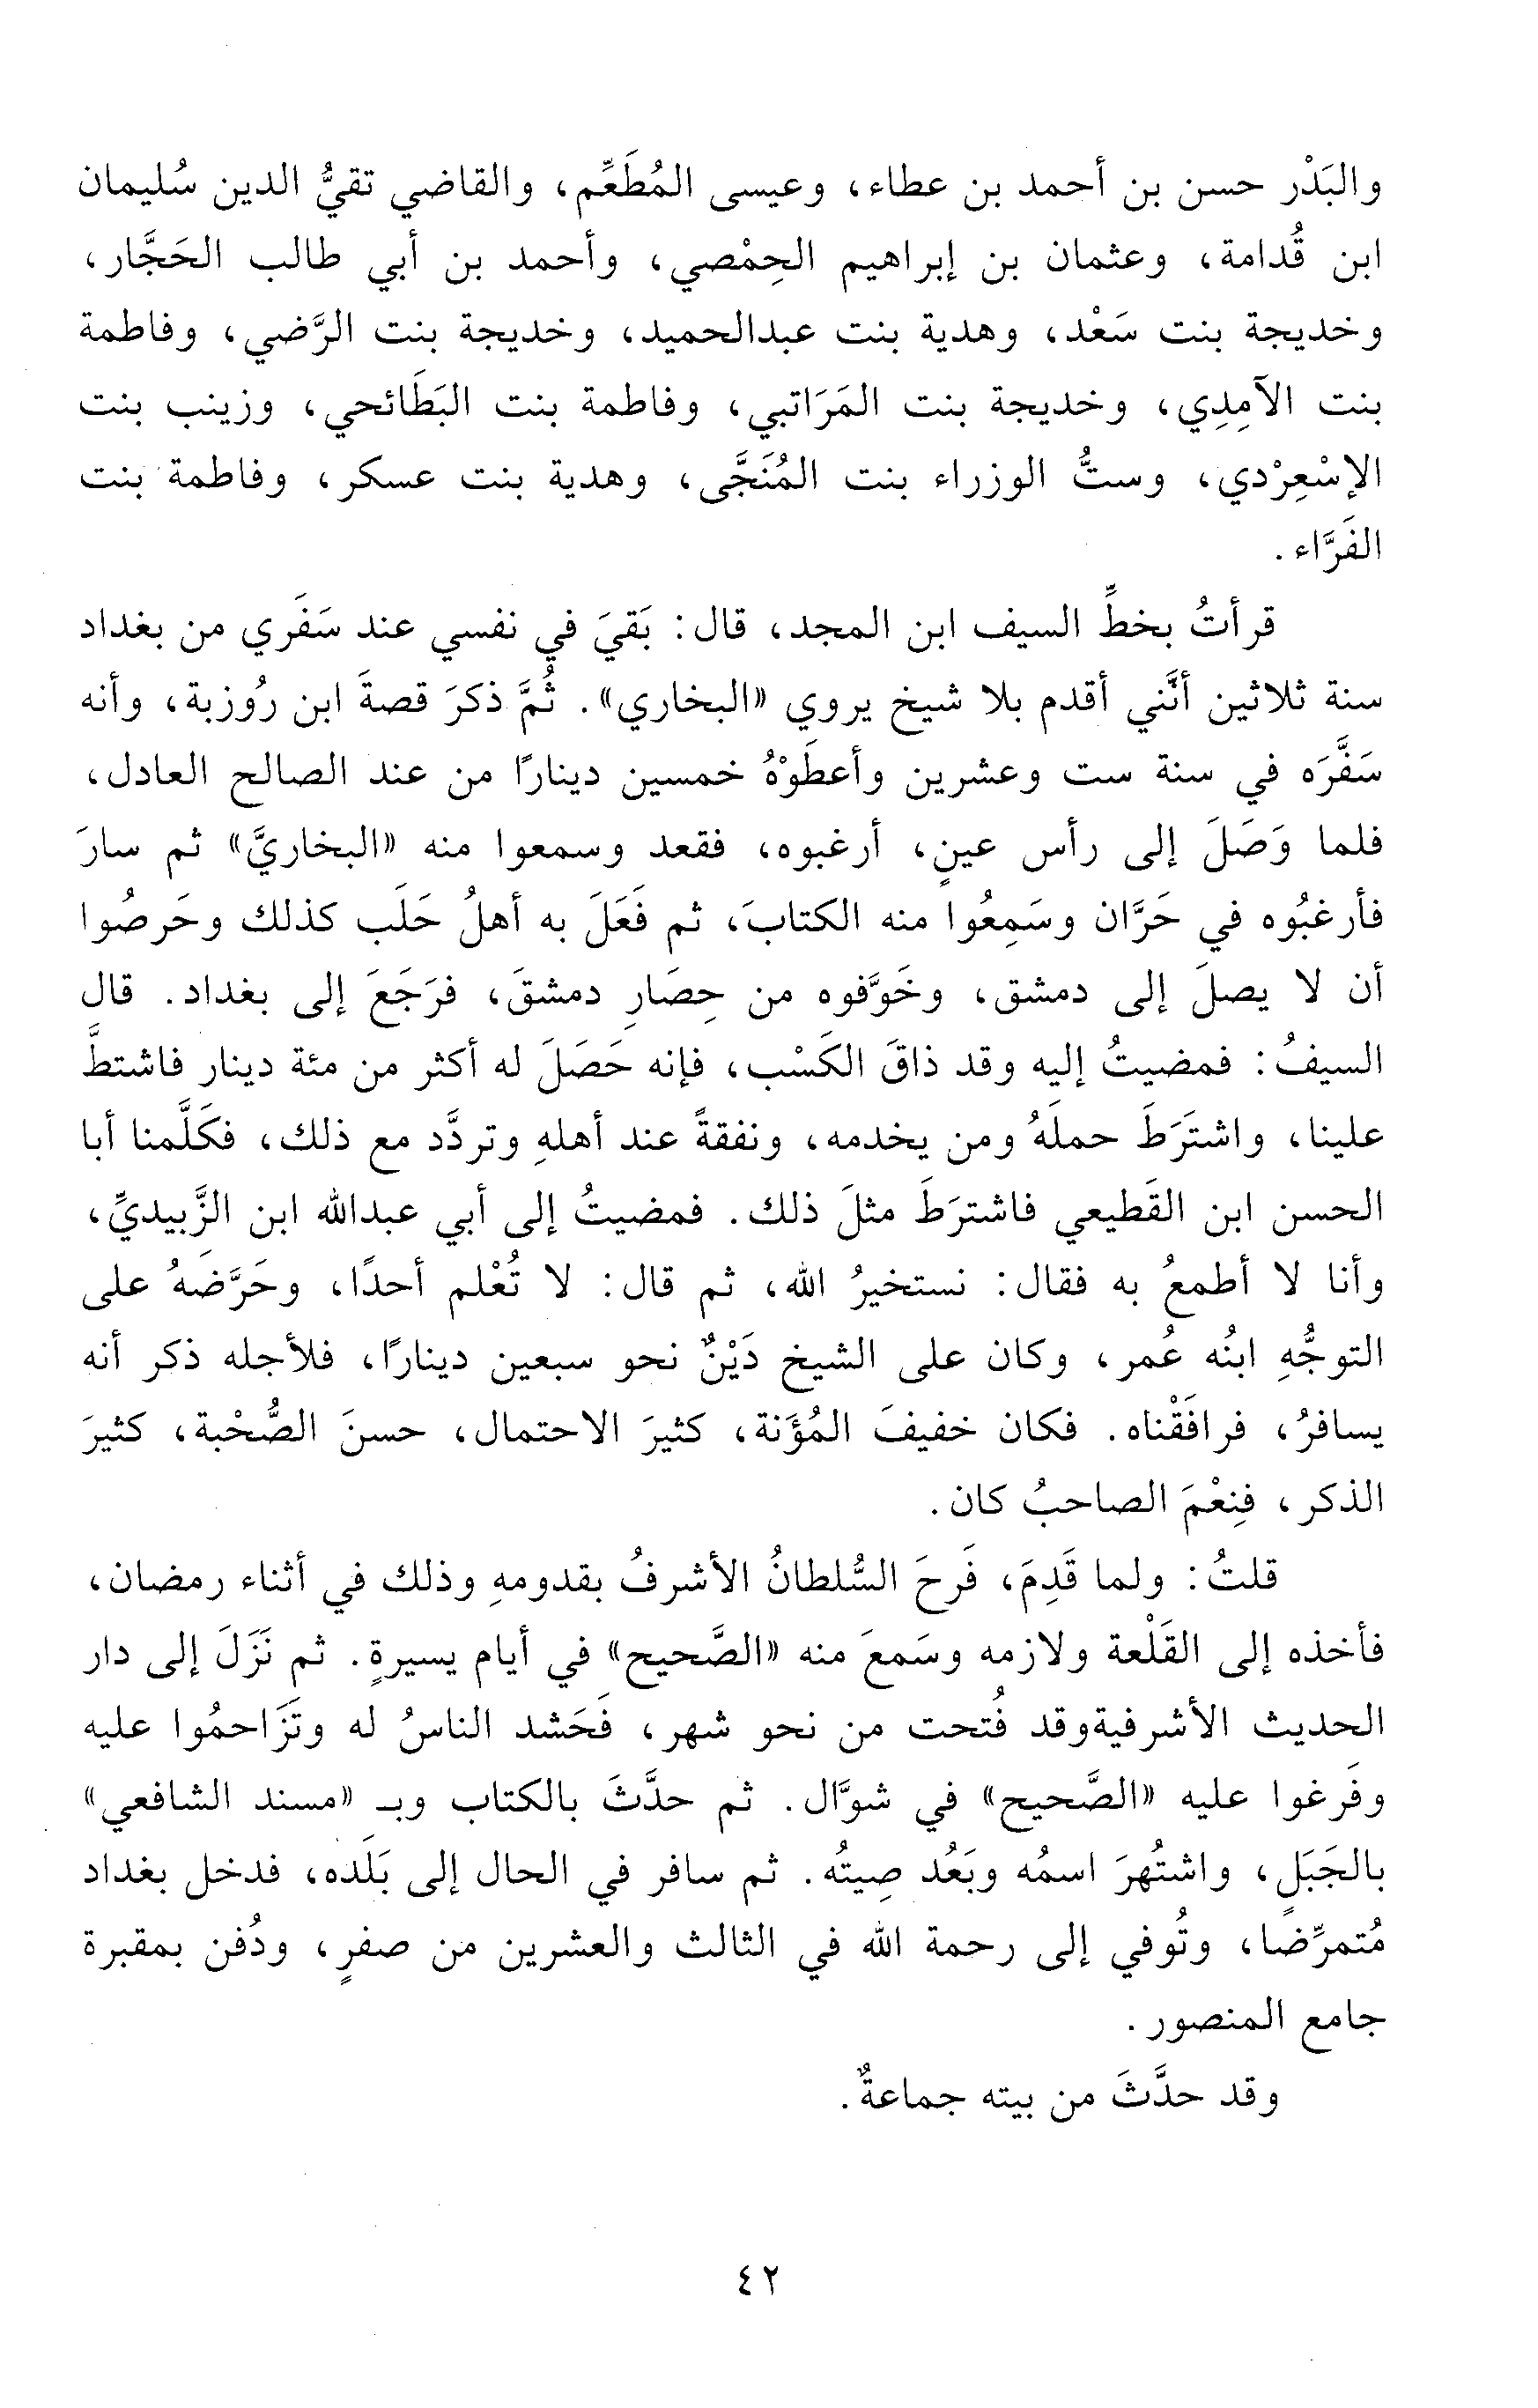 والبَدْر حسن بن أحمد بن عطاء، وعيسى المُطَعِّم، والقاضي تقيُّ الدين سُليمان
ابن قُدامة، وعثمان بن إبراهيم الحِمْصي، وأحمد بن أبي طالب الحَجَّار،
وخديجة بنت سَعْد، وهدية بنت عبدالحميد، وخديجة بنت الرَّضي، وفاطمة
بنت الآمِدِي، وخديجة بنت المَرَاتبي، وفاطمة بنت البَطَائحي، وزينب بنت
الإسْعِرْدي، وستُّ الوزراء بنت المُنَجَّى، وهدية بنت عسكر، وفاطمة بنت
الفَرَّاء.
قرأتُ بخطِّ السيف ابن المجد، قال: بَقيَ في نفسي عند سَفَري من بغداد
سنة ثلاثين أنَّني أقدم بلا شيخ يروي «البخاري». ثُمَّ ذكرَ قصةَ ابن رُوزبة، وأنه
سَفَّرَه في سنة ست وعشرين وأعطَوْهُ خمسين دينارًا من عند الصالح العادل،
فلما وَصَلَ إلى رأس عينٍ، أرغبوه، فقعد وسمعوا منه «البخاريَّ» ثم سارَ
فأرغبُوه في حَرَّان وسَمِعُوا منه الكتابَ، ثم فَعَلَ به أهلُ حَلَب كذلك وحَرصُوا
أن لا يصلَ إلى دمشق، وخَوَّفوه من حِصَارِ دمشقَ، فرَجَعَ إلى بغداد. قال
السيفُ: فمضيتُ إليه وقد ذاقَ الكَسْب، فإنه حَصَلَ له أكثر من مئة دينار فاشتطَّ
علينا، واشترَطَ حملَهُ ومن يخدمه، ونفقةً عند أهلهِ وتردَّد مع ذلك، فكَلَّمنا أبا
الحسن ابن القَطيعي فاشترَطَ مثلَ ذلك. فمضيتُ إلى أبي عبدالله ابن الزَّبيديِّ،
وأنا لا أطمعُ به فقال: نستخيرُ الله، ثم قال: لا تُعْلم أحدًا، وحَرَّضَهُ على
التوجُّهِ ابنُه عُمر، وكان على الشيخ دَيْنٌ نحو سبعين دينارًا، فلأجله ذكر أنه
يسافرُ، فرافَقْناه. فكان خفيفَ المُؤَنة، كثيرَ الاحتمال، حسنَ الصُّحْبة، كثيرَ
الذكر، فِنِعْمَ الصاحبُ كان.
قلتُ: ولما قَدِمَ، فَرِحَ السُّلطانُ الأشرفُ بقدومهِ وذلك في أثناء رمضان،
فأخذه إلى القَلْعة ولازمه وسَمعَ منه «الصَّحيح» في أيام يسيرةٍ. ثم نَزَلَ إلى دار
الحديث الأشرفيةوقد فُتحت من نحو شهر، فَحَشد الناسُ له وتَزَاحمُوا عليه
وفَرغوا عليه «الصَّحيح» في شوَّال. ثم حدَّثَ بالكتاب وبـ «مسند الشافعي»
بالجَبَلِ، واشتُهرَ اسمُه وبَعُد صِيتُه. ثم سافر في الحال إلى بَلَده، فدخل بغداد
مُتمرِّضا، وتُوفي إلى رحمة الله في الثالث والعشرين من صفرٍ، ودُفن بمقبرة
جامع المنصور.
وقد حدَّثَ من بيته جماعةٌ.
٤٢